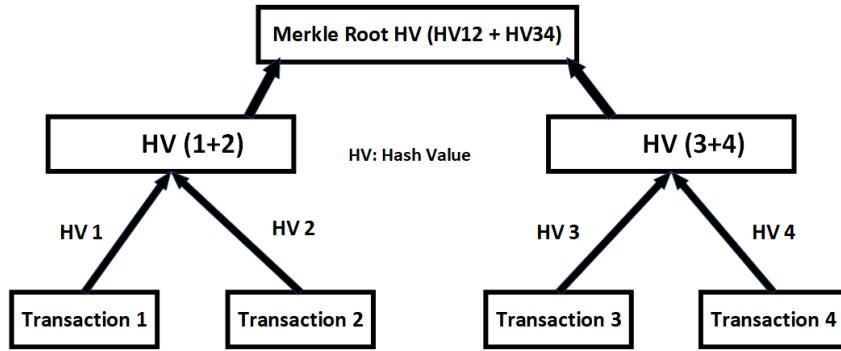 Merkle Root HV (HV12 + HV34)
HV (1+2)
HV: Hash Value
HV (3+4)
HV 1
HV 2
HV 3
HV 4
Transaction 1
Transaction 2
Transaction 3
Transaction 4